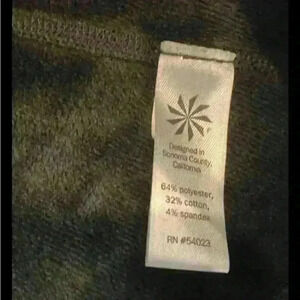 Designed in
Sonoma County,
California
64% polyester,
32% cotton,
4% spandex
RN #54023